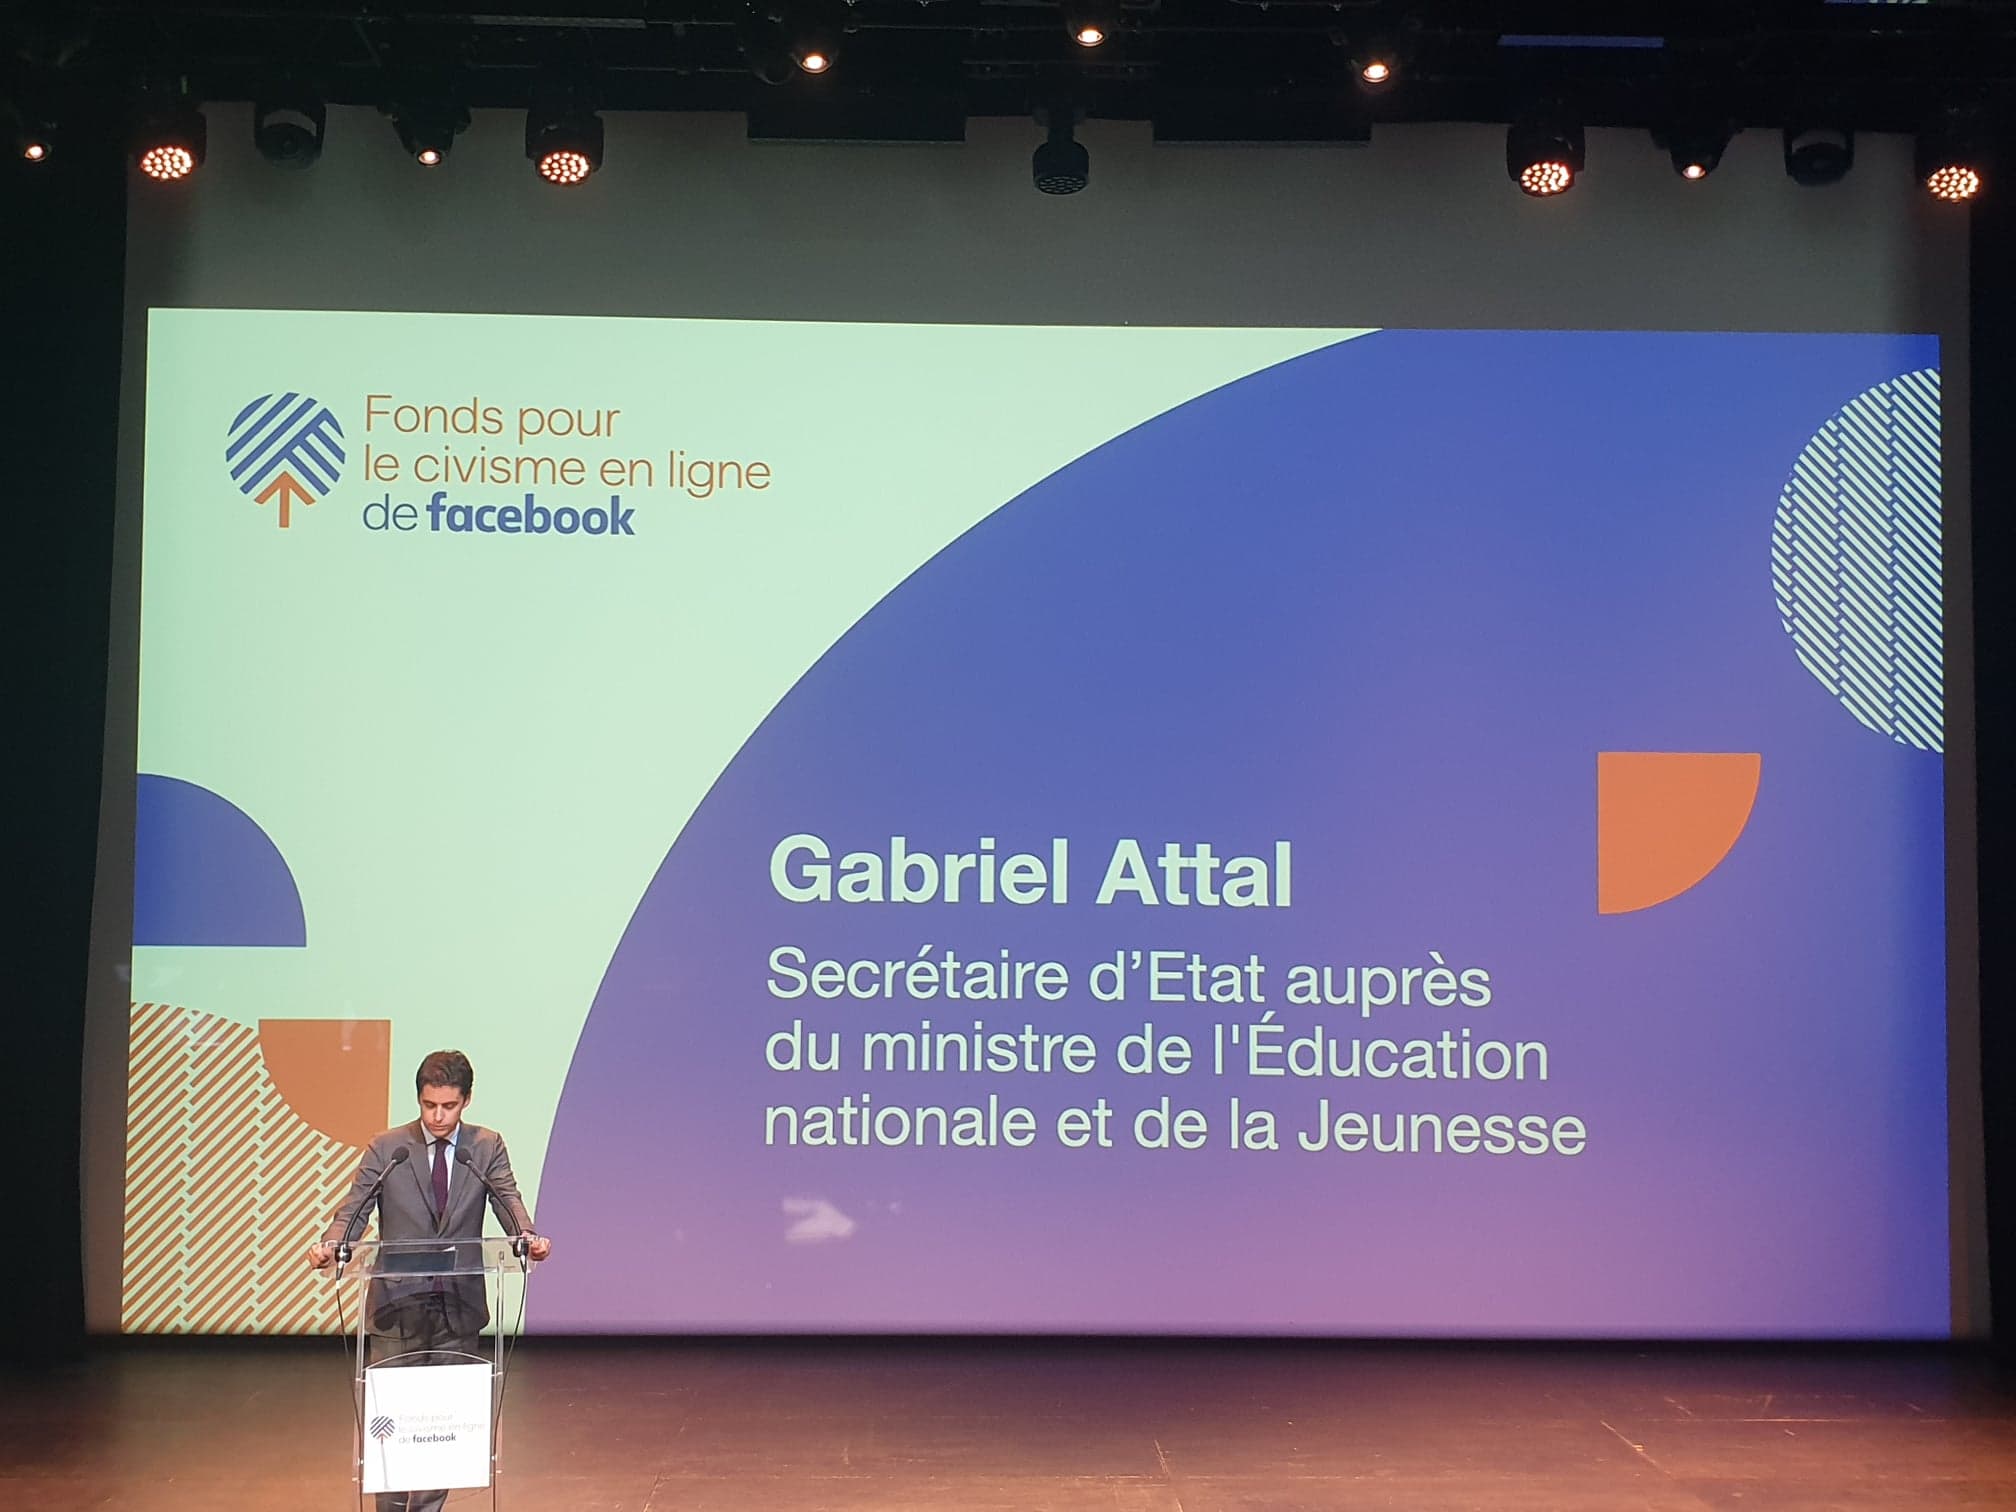 Fonds pour
le civisme en ligne
de facebook
Gabriel Attal
Secrétaire d’Etat auprès
du ministre de l'Éducation
nationale et de la Jeunesse
Fonds pour
le civisme en ligne
de facebook